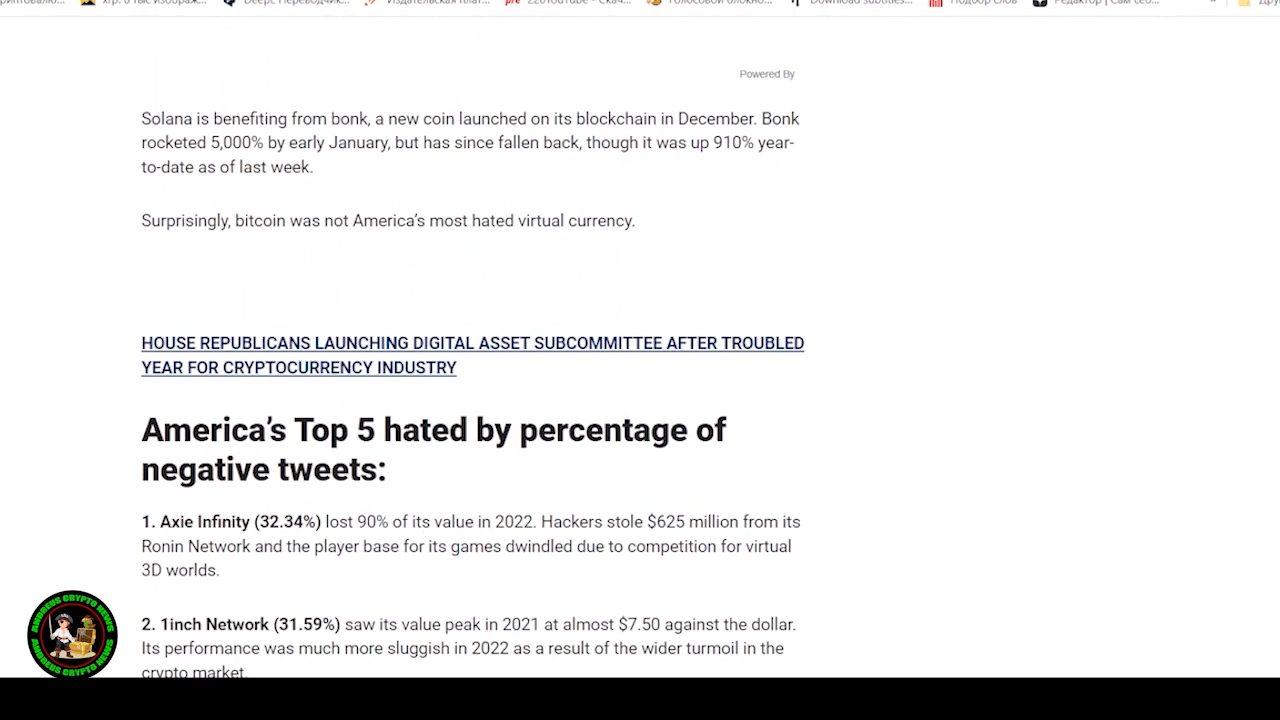 Powered By
Solana is benefiting from bonk, a new coin launched on its blockchain in December. Bonk
rocketed 5,000% by early January, but has since fallen back, though it was up 910% year-
to-date as of last week.
Surprisingly, bitcoin was not America’s most hated virtual currency.
HOUSE REPUBLICANS LAUNCHING DIGITAL ASSET SUBCOMMITTEE AFTER TROUBLED
YEAR FOR CRYPTOCURRENCY INDUSTRY
America’s Top 5 hated by percentage of
negative tweets:
1. Axie Infinity (32.34%) lost 90% of its value in 2022. Hackers stole $625 million from its
Ronin Network and the player base for its games dwindled due to competition for virtual
3D worlds.
2. 1inch Network (31.59%) saw its value peak in 2021 at almost $7.50 against the dollar.
Its performance was much more sluggish in 2022 as a result of the wider turmoil in the
crypto market.
ANDREUS CRYPTO NEWS
ANDREUS CRYPTO NEWS